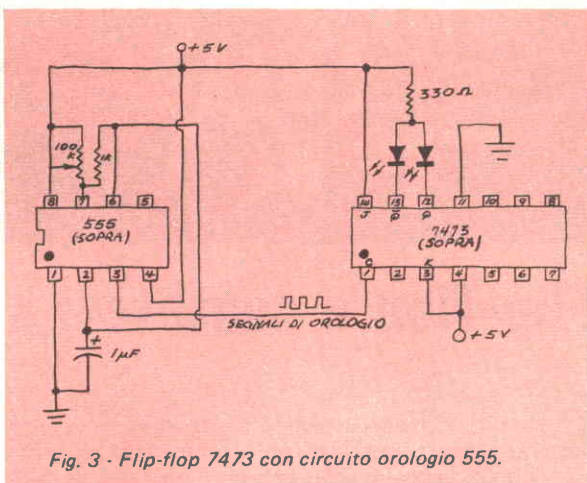 +5V
330Ω
100
K
1K
8
7
6
5
555
(SOPRA)
1
2
3
4
+
1µF
SEGNALI DI OROLOGIO
14
13
12
11
10
9
8
J
Q̅
Q
7473
(SOPRA)
C
K
1
2
3
4
5
6
7
+5V
Fig. 3 - Flip-flop 7473 con circuito orologio 555.